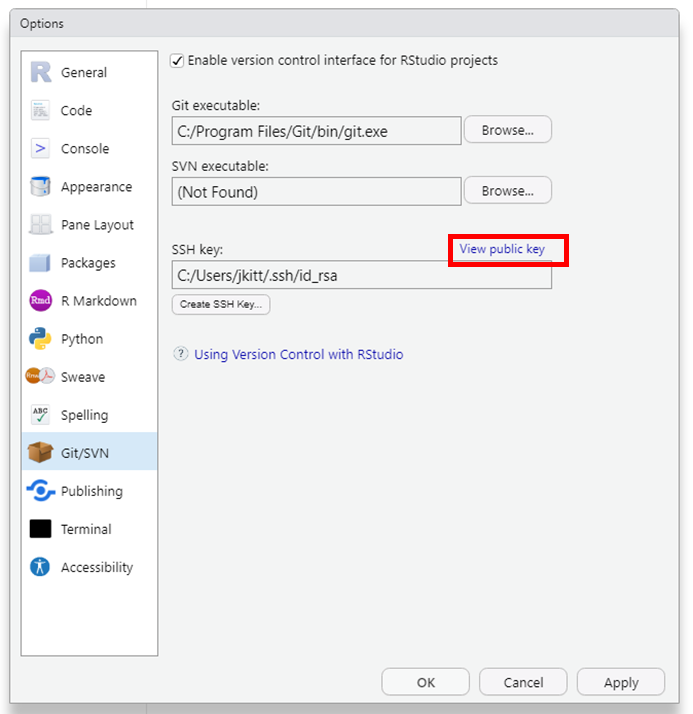 Options
General
Code
Console
Appearance
Pane Layout
Packages
Rmd
R Markdown
Python
Sweave
ABC
Spelling
Git/SVN
Publishing
Terminal
Accessibility
Enable version control interface for RStudio projects
Git executable:
C:/Program Files/Git/bin/git.exe
Browse...
SVN executable:
(Not Found)
Browse...
SSH key:
View public key
C:/Users/jkitt/.ssh/id_rsa
Create SSH Key...
? Using Version Control with RStudio
OK
Cancel
Apply